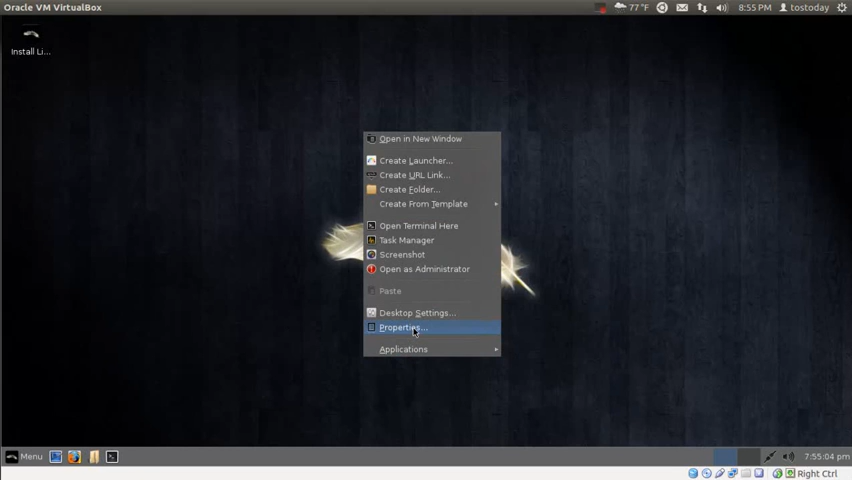 Oracle VM VirtualBox
77 °F
8:55 PM
tostoday
Install Li...
Open in New Window
Create Launcher...
Create URL Link...
Create Folder...
Create From Template
Open Terminal Here
Task Manager
Screenshot
Open as Administrator
Paste
Desktop Settings...
Properties...
Applications
Menu
7:55:04 pm
Right Ctrl